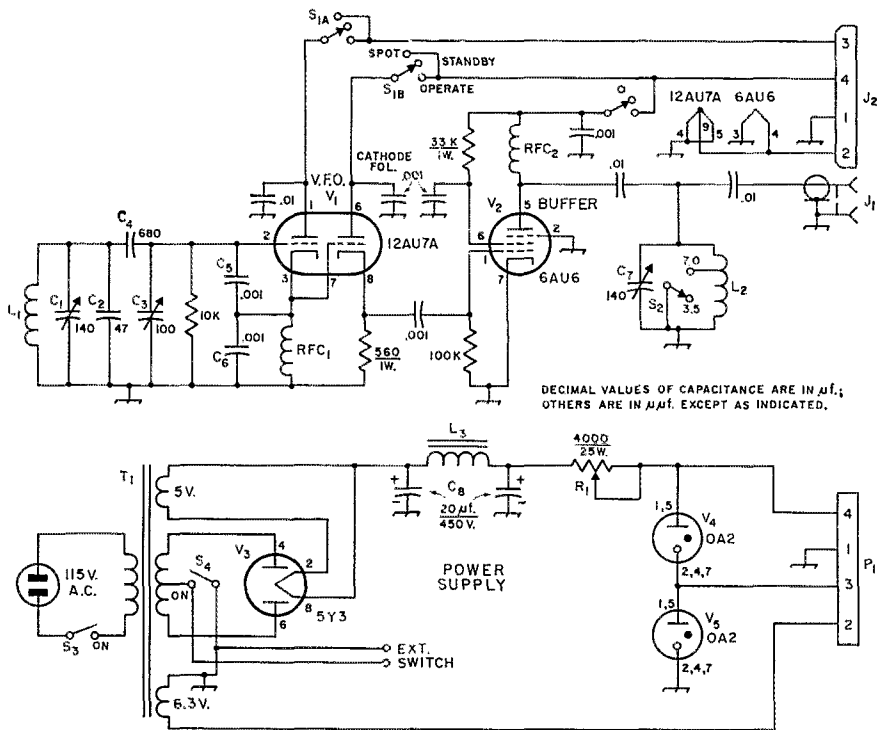 S1A
SPOT
STANDBY
S1B
OPERATE
3
4
1
2
J2
12AU7A
6AU6
4
9
5
3
4
33 K
1W.
RFC2
.001
CATHODE
FOL.
.001
V.F.O.
V1
.01
1
6
2
3
7
8
12AU7A
V2
5
BUFFER
2
6
1
7
6AU6
.01
.01
J1
C4
680
L1
C1
140
C2
47
C3
100
10K
C5
.001
C6
.001
RFC1
560
1W.
.001
100K
C7
140
S2
7.0
3.5
L2
DECIMAL VALUES OF CAPACITANCE ARE IN µf.;
OTHERS ARE IN µµf. EXCEPT AS INDICATED.
T1
5V.
L3
C8
20 µf.
450 V.
+
-
+
-
4000
25W.
R1
115V.
A.C.
S3
ON
S4
ON
V3
4
2
8
6
5Y3
POWER
SUPPLY
EXT.
SWITCH
6.3V.
1,5
V4
OA2
2,4,7
1,5
V5
OA2
2,4,7
4
1
3
2
P1